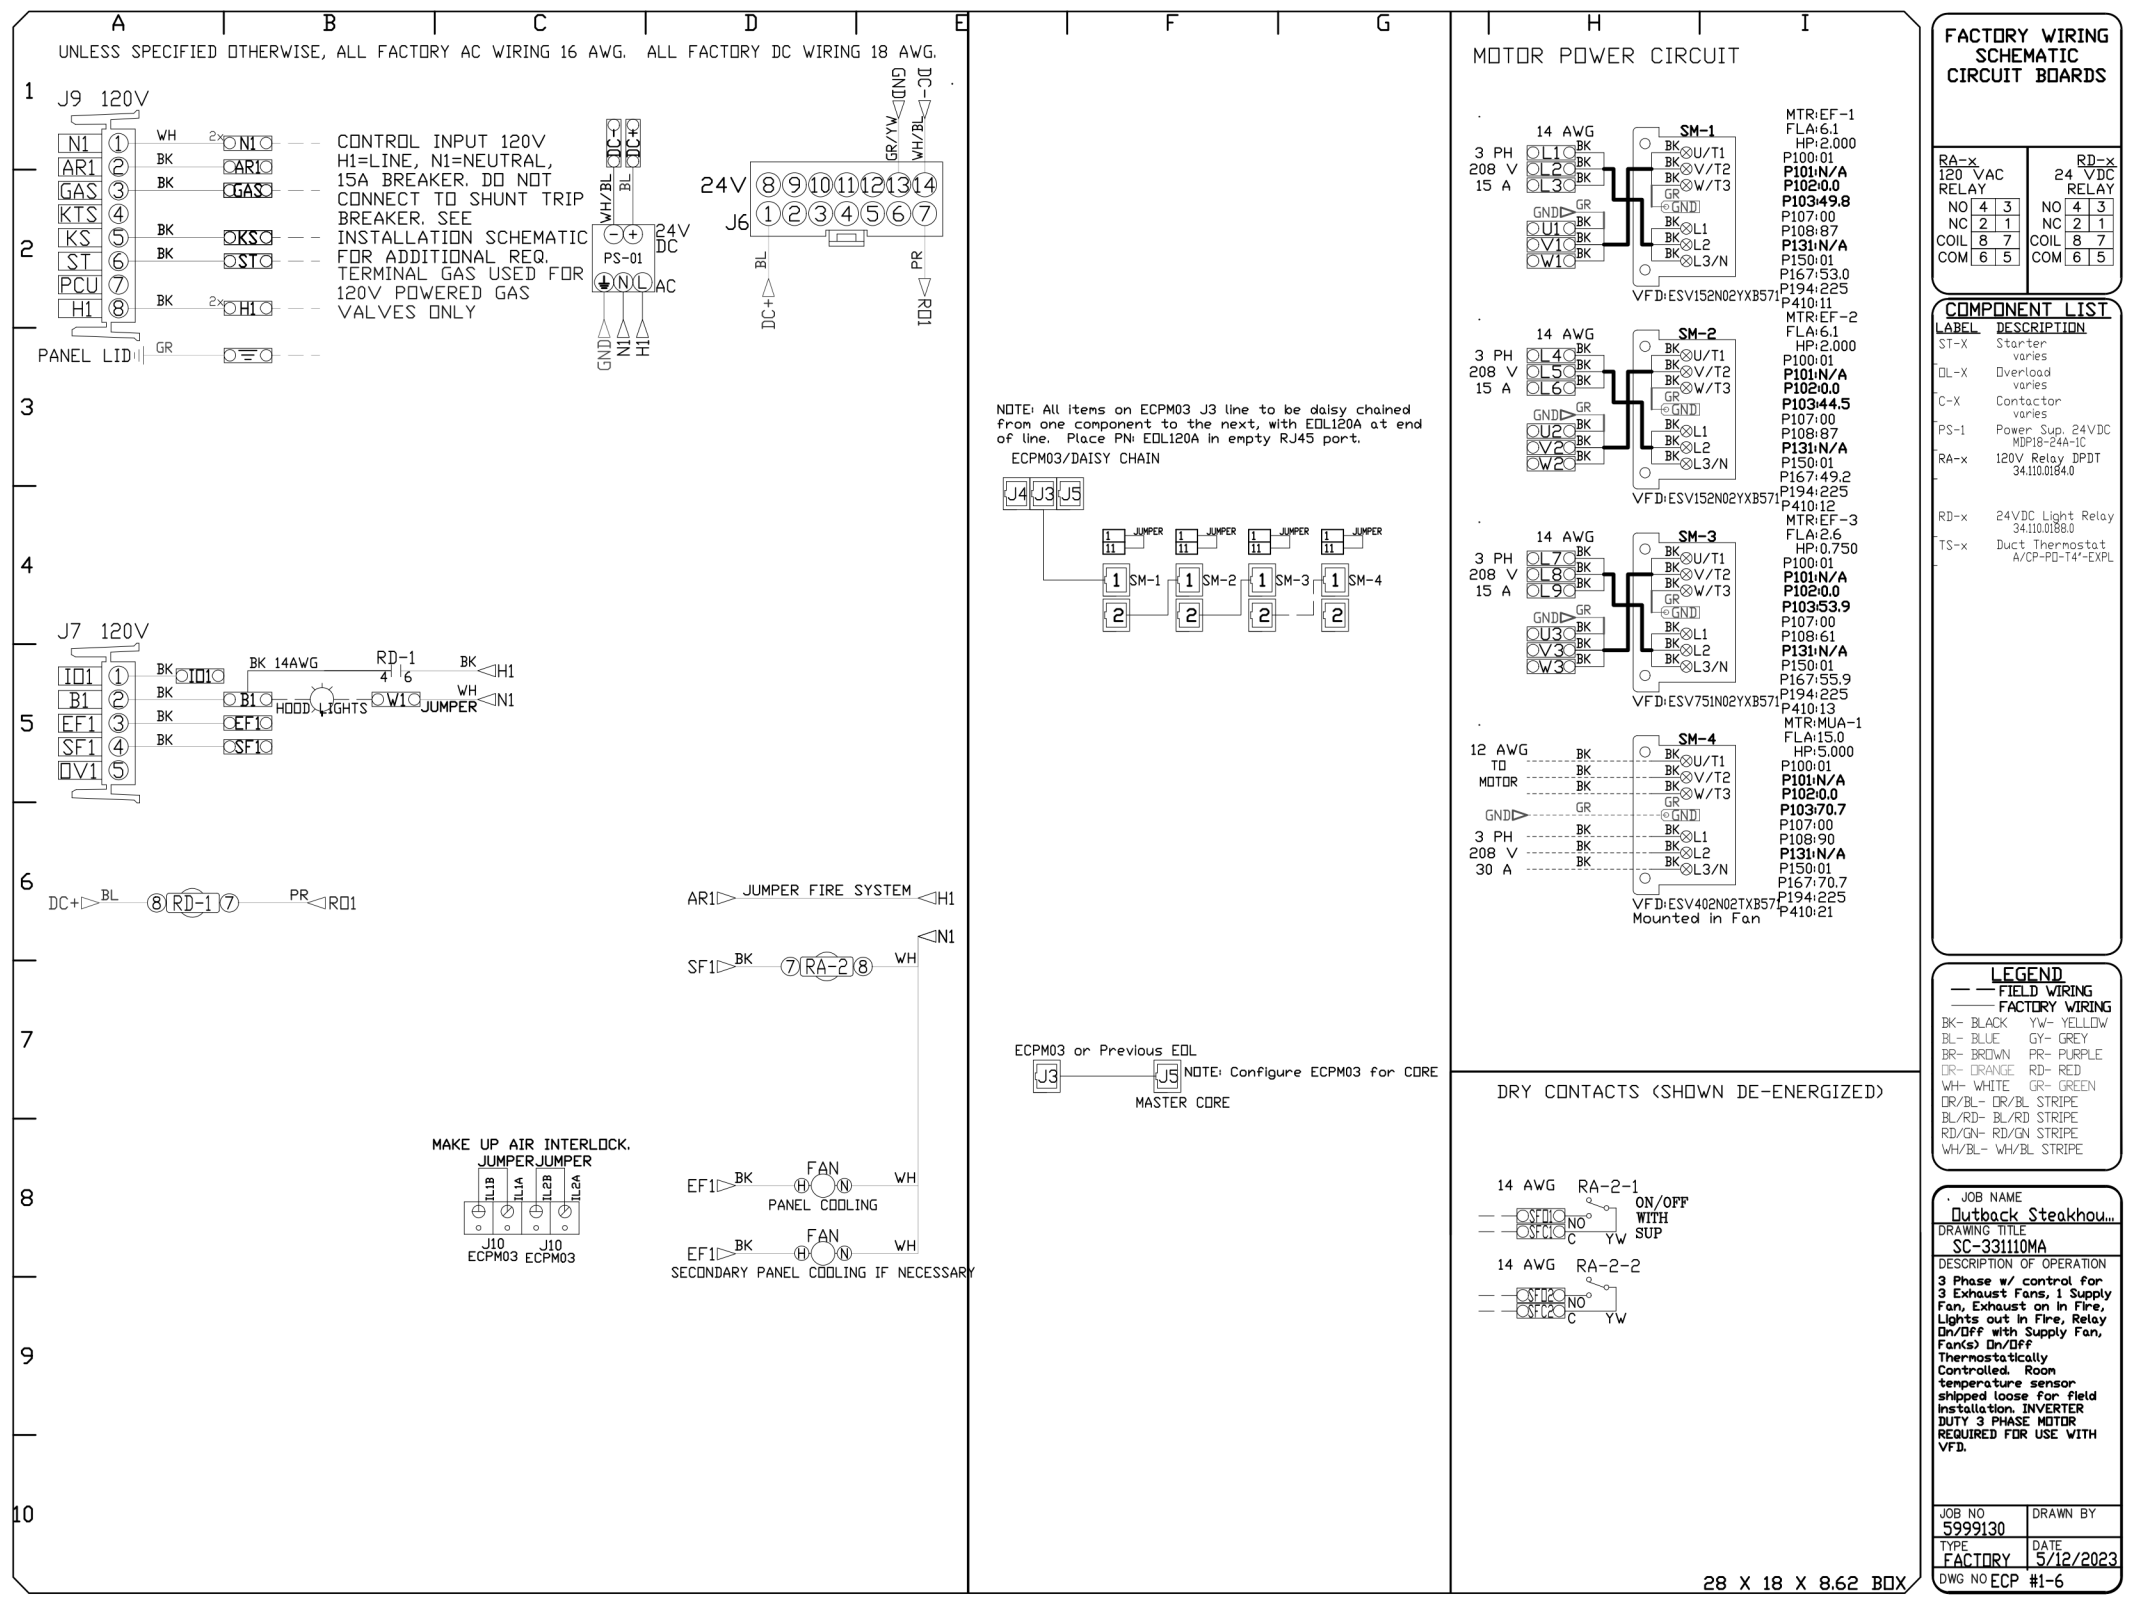 A B C D E F G H I
UNLESS SPECIFIED OTHERWISE, ALL FACTORY AC WIRING 16 AWG. ALL FACTORY DC WIRING 18 AWG.
1
2
3
4
5
6
7
8
9
10
J9 120V
N1 1 WH 2x N1
AR1 2 BK AR1
GAS 3 BK GAS
KTS 4
KS 5 BK KS
ST 6 BK ST
PCU 7
H1 8 BK 2x H1
PANEL LID GR
CONTROL INPUT 120V
H1=LINE, N1=NEUTRAL,
15A BREAKER. DO NOT
CONNECT TO SHUNT TRIP
BREAKER. SEE
INSTALLATION SCHEMATIC
FOR ADDITIONAL REQ.
TERMINAL GAS USED FOR
120V POWERED GAS
VALVES ONLY
DC- DC+
WH/BL BL
- + 24V
DC
PS-01
N L AC
GND N1 H1
GND DC-
GR/YW WH/BL
24V 8 9 10 11 12 13 14
J6 1 2 3 4 5 6 7
BL PR
DC+ RO1
J7 120V
IO1 1 BK IO1
B1 2 BK B1
EF1 3 BK EF1
SF1 4 BK SF1
OV1 5
BK 14AWG RD-1 BK H1
4 6
HOOD LIGHTS W1 JUMPER WH N1
DC+ BL 8 RD-1 7 PR RO1
AR1 JUMPER FIRE SYSTEM H1
N1
SF1 BK 7 RA-2 8 WH
MAKE UP AIR INTERLOCK.
JUMPER JUMPER
IL1B IL1A IL2B IL2A
J10 J10
ECPM03 ECPM03
EF1 BK H FAN N WH
PANEL COOLING
EF1 BK H FAN N WH
SECONDARY PANEL COOLING IF NECESSARY
NOTE: All items on ECPM03 J3 line to be daisy chained
from one component to the next, with EOL120A at end
of line. Place PN: EOL120A in empty RJ45 port.
ECPM03/DAISY CHAIN
J4 J3 J5
1 JUMPER 1 JUMPER 1 JUMPER 1 JUMPER
11 11 11 11
1 SM-1 1 SM-2 1 SM-3 1 SM-4
2 2 2 2
ECPM03 or Previous EOL
J3 J5 NOTE: Configure ECPM03 for CORE
MASTER CORE
MOTOR POWER CIRCUIT
14 AWG SM-1
3 PH L1 BK BK U/T1
208 V L2 BK BK V/T2
15 A L3 BK BK W/T3
GND GR GR GND
U1 BK BK L1
V1 BK BK L2
W1 BK BK L3/N
VFD:ESV152N02YXB571
MTR:EF-1
FLA:6.1
HP:2.000
P100:01
P101:N/A
P102:0.0
P103:49.8
P107:00
P108:87
P131:N/A
P150:01
P167:53.0
P194:225
P410:11
14 AWG SM-2
3 PH L4 BK BK U/T1
208 V L5 BK BK V/T2
15 A L6 BK BK W/T3
GND GR GR GND
U2 BK BK L1
V2 BK BK L2
W2 BK BK L3/N
VFD:ESV152N02YXB571
MTR:EF-2
FLA:6.1
HP:2.000
P100:01
P101:N/A
P102:0.0
P103:44.5
P107:00
P108:87
P131:N/A
P150:01
P167:49.2
P194:225
P410:12
14 AWG SM-3
3 PH L7 BK BK U/T1
208 V L8 BK BK V/T2
15 A L9 BK BK W/T3
GND GR GR GND
U3 BK BK L1
V3 BK BK L2
W3 BK BK L3/N
VFD:ESV751N02YXB571
MTR:EF-3
FLA:2.6
HP:0.750
P100:01
P101:N/A
P102:0.0
P103:53.9
P107:00
P108:61
P131:N/A
P150:01
P167:55.9
P194:225
P410:13
SM-4
12 AWG BK BK U/T1
TO BK BK V/T2
MOTOR BK BK W/T3
GND GR GR GND
3 PH BK BK L1
208 V BK BK L2
30 A BK BK L3/N
VFD:ESV402N02TXB571
Mounted in Fan
MTR:MUA-1
FLA:15.0
HP:5.000
P100:01
P101:N/A
P102:0.0
P103:70.7
P107:00
P108:90
P131:N/A
P150:01
P167:70.7
P194:225
P410:21
DRY CONTACTS (SHOWN DE-ENERGIZED)
14 AWG RA-2-1
SFO1 NO ON/OFF
SFC1 C YW WITH
SUP
14 AWG RA-2-2
SFO2 NO
SFC2 C YW
28 X 18 X 8.62 BOX
FACTORY WIRING
SCHEMATIC
CIRCUIT BOARDS
RA-x RD-x
120 VAC 24 VDC
RELAY RELAY
NO 4 3 NO 4 3
NC 2 1 NC 2 1
COIL 8 7 COIL 8 7
COM 6 5 COM 6 5
COMPONENT LIST
LABEL DESCRIPTION
ST-X Starter
varies
OL-X Overload
varies
C-X Contactor
varies
PS-1 Power Sup. 24VDC
MDP18-24A-1C
RA-x 120V Relay DPDT
34.110.0184.0
RD-x 24VDC Light Relay
34.110.0188.0
TS-x Duct Thermostat
A/CP-PO-T4"-EXPL
LEGEND
FIELD WIRING
FACTORY WIRING
BK- BLACK YW- YELLOW
BL- BLUE GY- GREY
BR- BROWN PR- PURPLE
OR- ORANGE RD- RED
WH- WHITE GR- GREEN
OR/BL- OR/BL STRIPE
BL/RD- BL/RD STRIPE
RD/GN- RD/GN STRIPE
WH/BL- WH/BL STRIPE
JOB NAME
Outback Steakhou...
DRAWING TITLE
SC-331110MA
DESCRIPTION OF OPERATION
3 Phase w/ control for
3 Exhaust Fans, 1 Supply
Fan, Exhaust on in Fire,
Lights out in Fire, Relay
On/Off with Supply Fan,
Fan(s) On/Off
Thermostatically
Controlled. Room
temperature sensor
shipped loose for field
installation. INVERTER
DUTY 3 PHASE MOTOR
REQUIRED FOR USE WITH
VFD.
JOB NO DRAWN BY
5999130
TYPE DATE
FACTORY 5/12/2023
DWG NO ECP #1-6